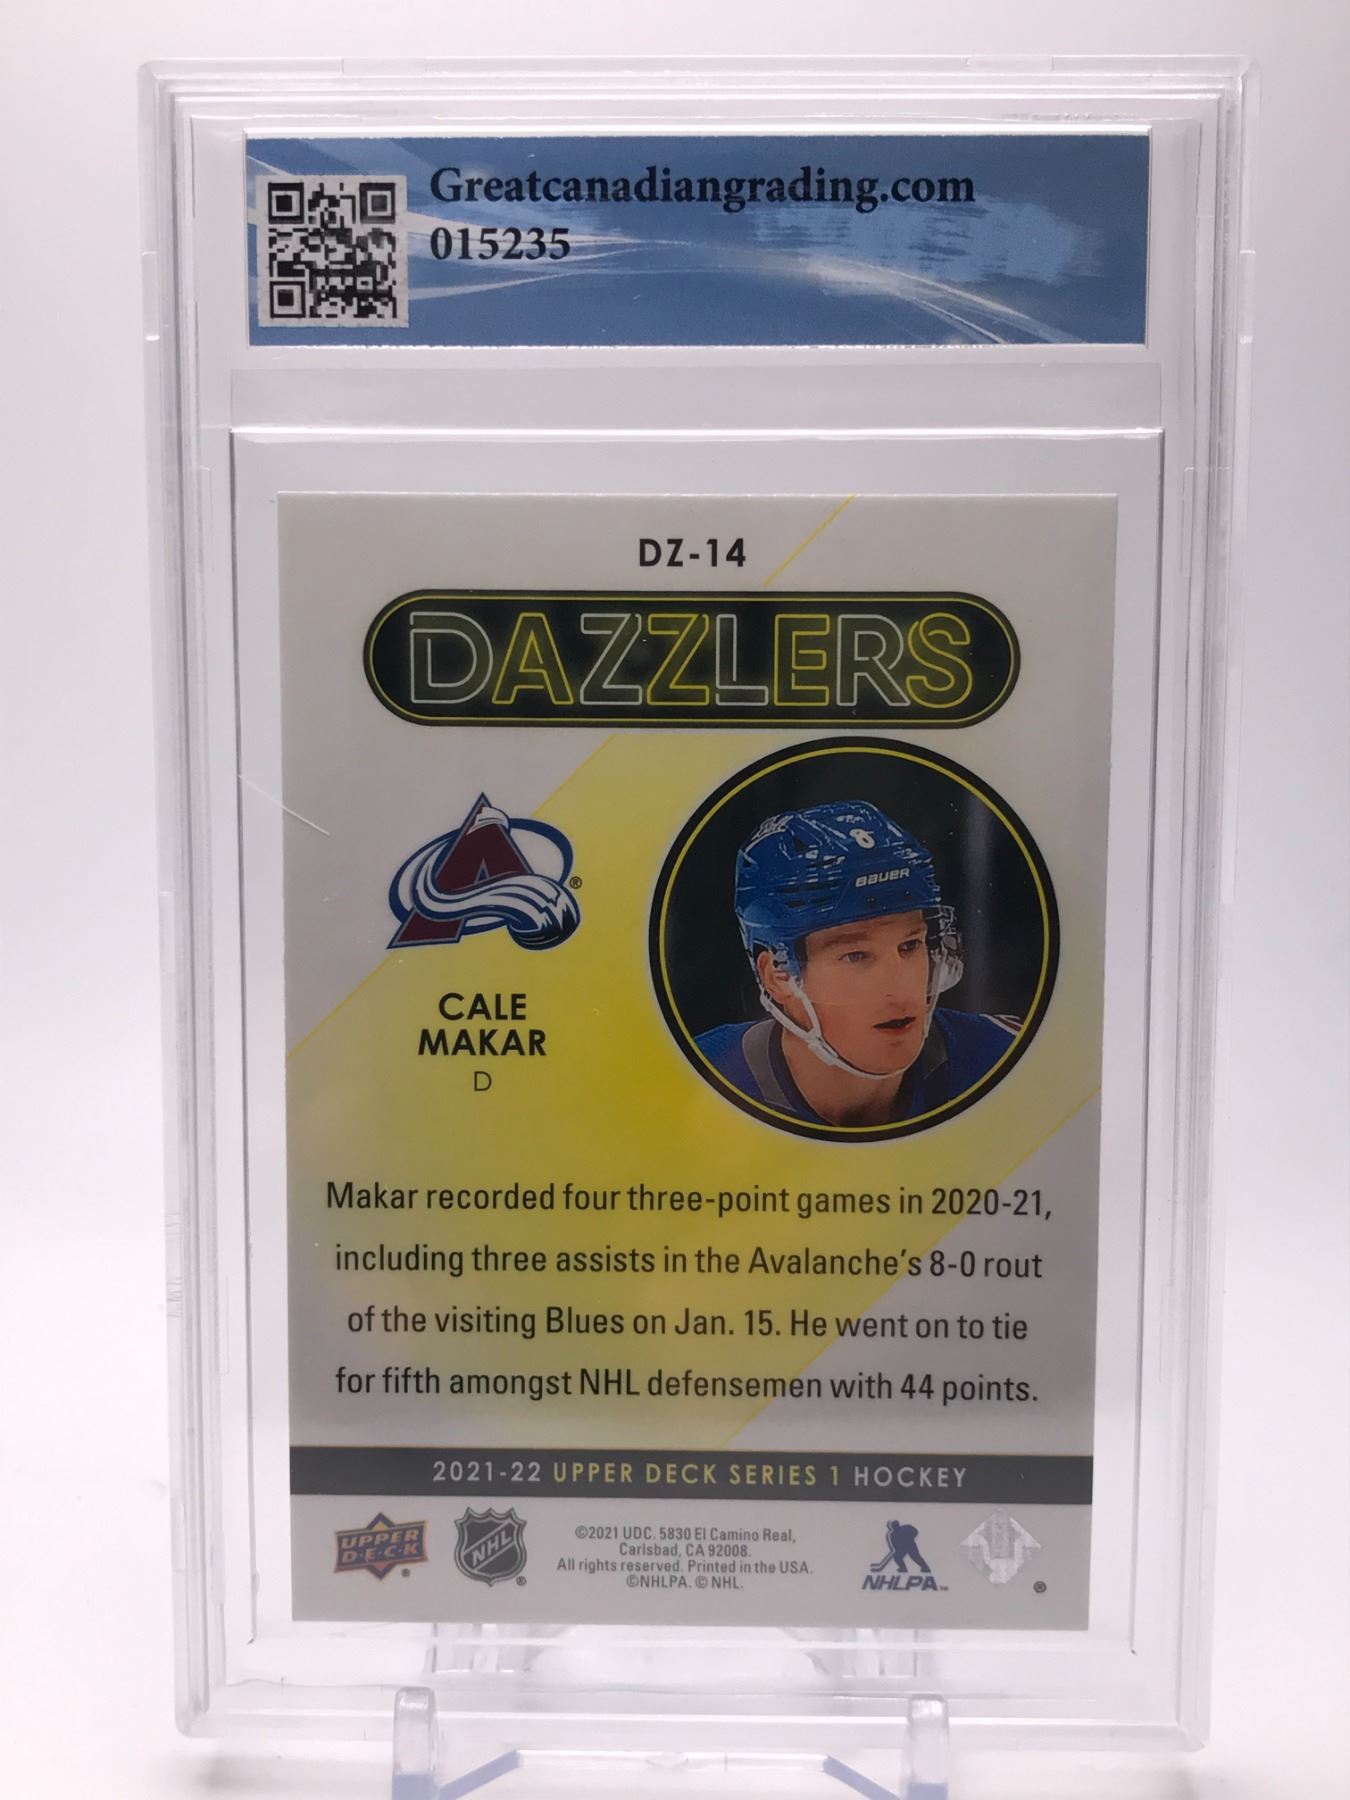 Greatcanadiangrading.com
015235
DZ-14
DAZZLERS
8
BAUER
®
CALE
MAKAR
D
Makar recorded four three-point games in 2020-21,
including three assists in the Avalanche's 8-0 rout
of the visiting Blues on Jan. 15. He went on to tie
for fifth amongst NHL defensemen with 44 points.
2021-22 UPPER DECK SERIES 1 HOCKEY
UPPER
D·E·C·K
®
NHL
®
©2021 UDC. 5830 El Camino Real,
Carlsbad, CA 92008.
All rights reserved. Printed in the USA.
©NHLPA. © NHL.
NHLPA™
®